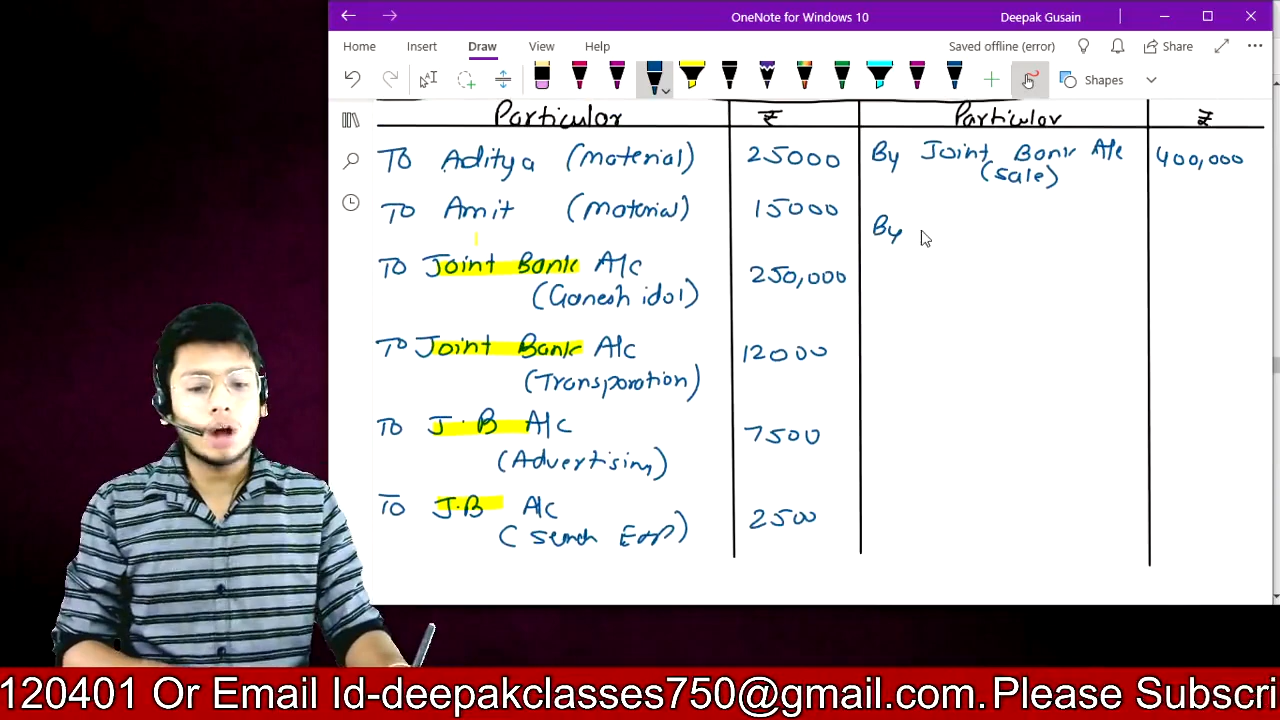 OneNote for Windows 10
Deepak Gusain
Home Insert Draw View Help
Saved offline (error)
Share
Shapes
Particular ₹ Particular ₹
To Aditya (Material) 25000 By Joint Bank A/c 400,000
(sale)
To Amit (Material) 15000
By
To Joint Bank A/c
(Ganesh idol) 250,000
To Joint Bank A/c 12000
(Transporation)
To J.B A/c 7500
(Advertising)
To J.B A/c 2500
(
120401 Or Email Id-deepakclasses750@gmail.com.Please Subscri